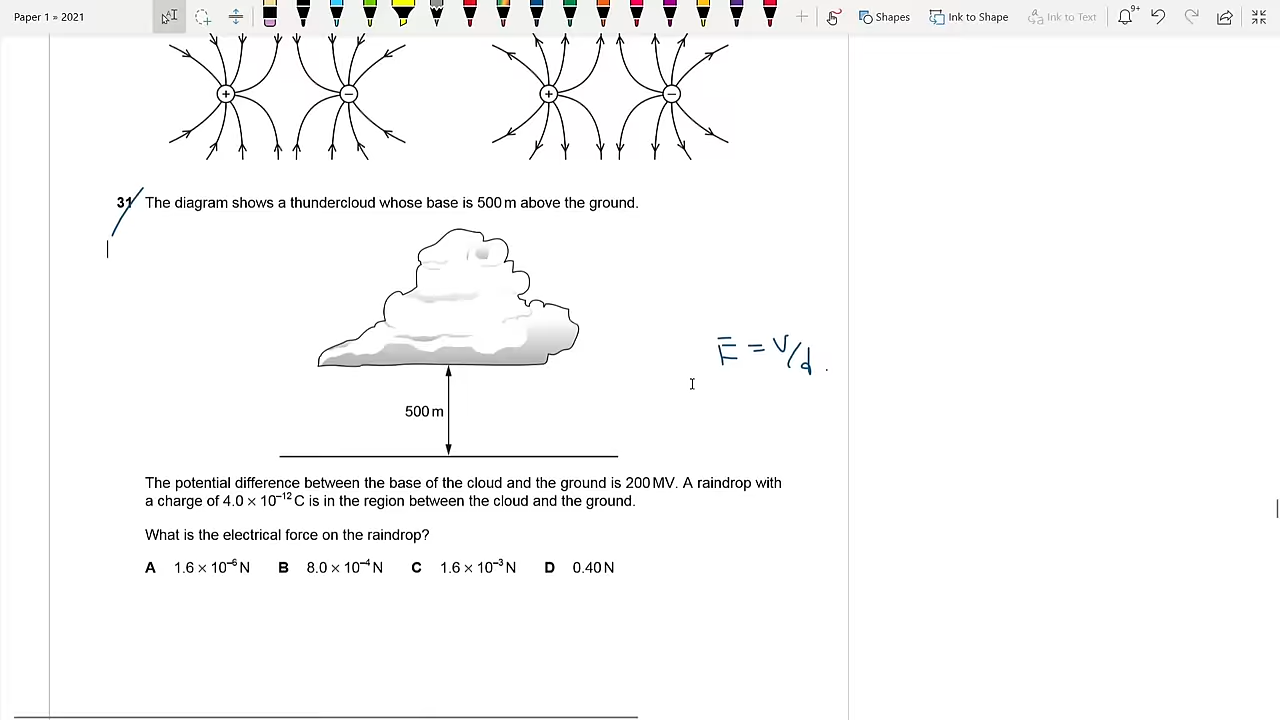 Paper 1 » 2021
9+
Shapes
Ink to Shape
Ink to Text
+ − + −
31 The diagram shows a thundercloud whose base is 500 m above the ground.
500 m
E = V/d .
The potential difference between the base of the cloud and the ground is 200 MV. A raindrop with
a charge of 4.0 × 10⁻¹² C is in the region between the cloud and the ground.
What is the electrical force on the raindrop?
A 1.6 × 10⁻⁶ N B 8.0 × 10⁻⁴ N C 1.6 × 10⁻³ N D 0.40 N